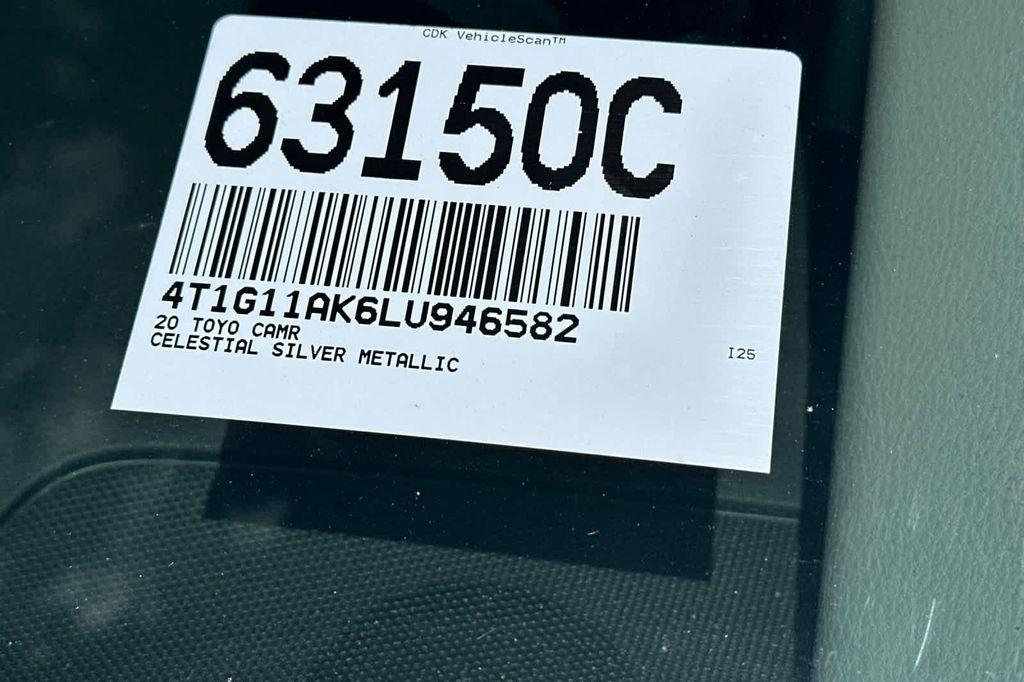 CDK VehicleScan™
63150C
4T1G11AK6LU946582
20 TOYO CAMR
CELESTIAL SILVER METALLIC
I25